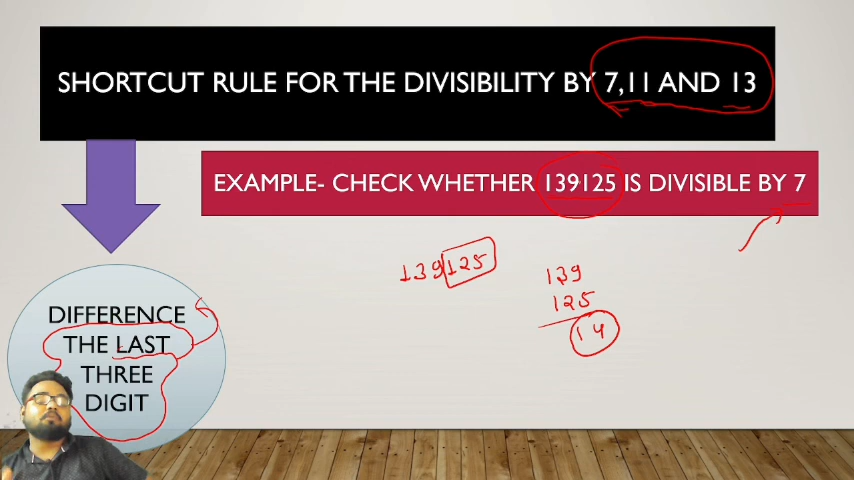 SHORTCUT RULE FOR THE DIVISIBILITY BY 7,11 AND 13
EXAMPLE- CHECK WHETHER 139125 IS DIVISIBLE BY 7
139125
139
125
14
DIFFERENCE
THE LAST
THREE
DIGIT